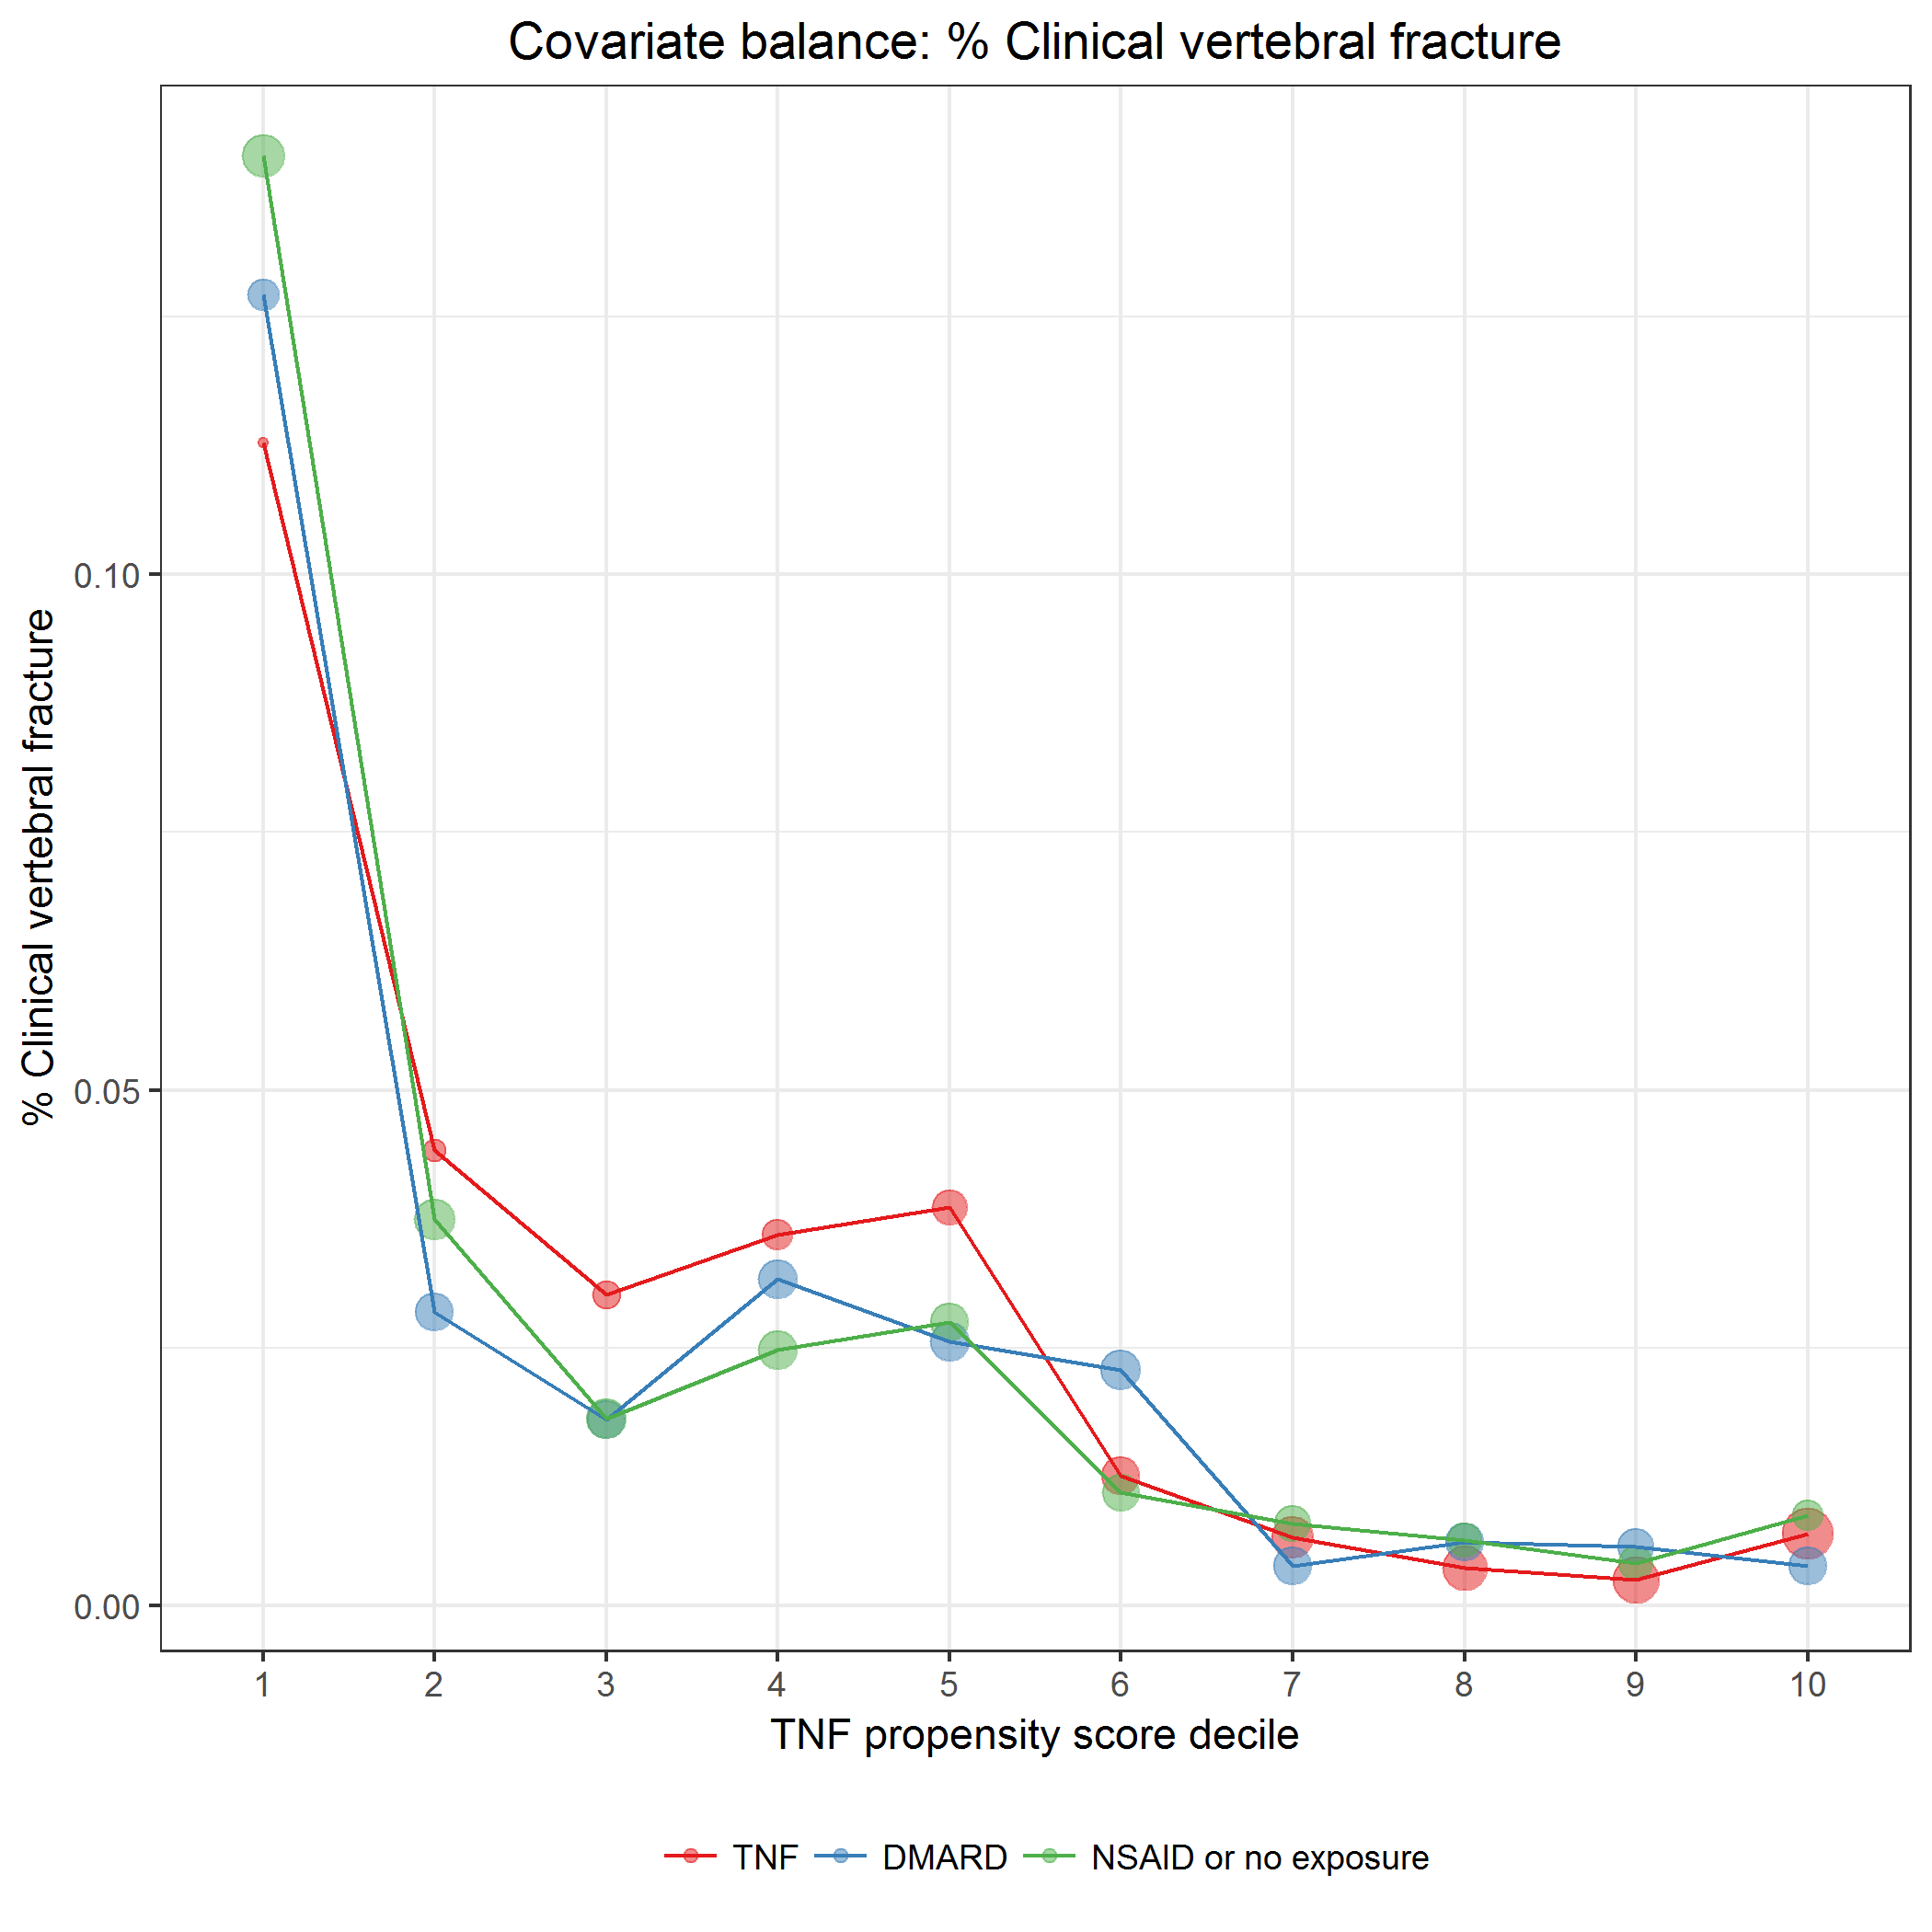 Covariate balance: % Clinical vertebral fracture
% Clinical vertebral fracture
0.10
0.05
0.00
1 2 3 4 5 6 7 8 9 10
TNF propensity score decile
TNF DMARD NSAID or no exposure